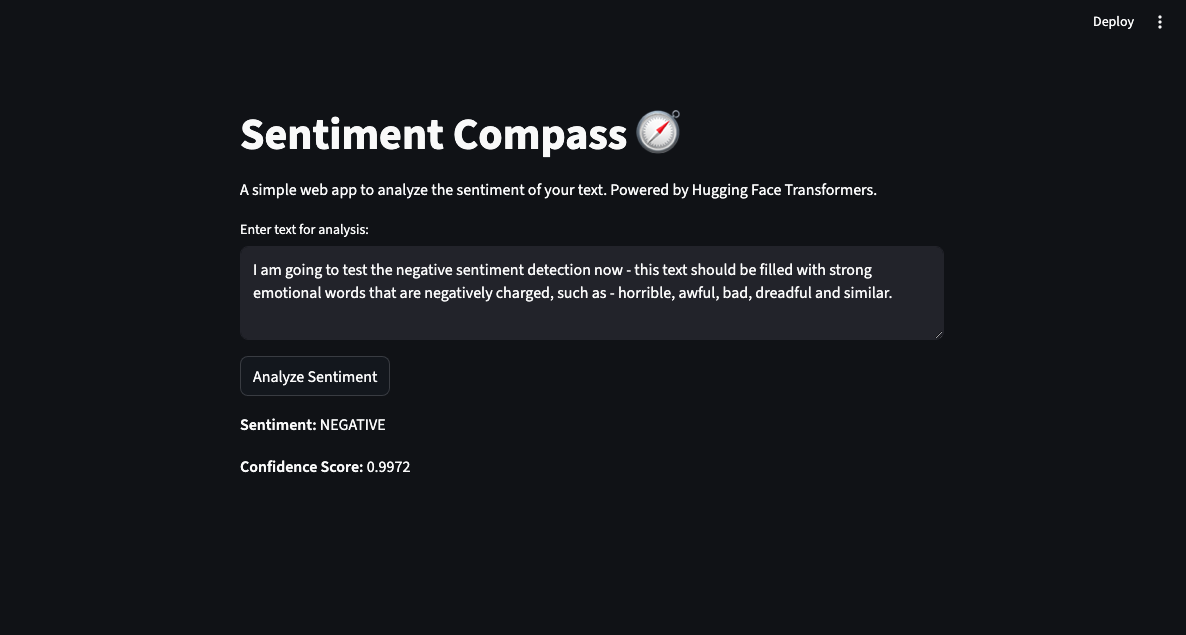 Deploy
Sentiment Compass
A simple web app to analyze the sentiment of your text. Powered by Hugging Face Transformers.
Enter text for analysis:
I am going to test the negative sentiment detection now - this text should be filled with strong
emotional words that are negatively charged, such as - horrible, awful, bad, dreadful and similar.
Analyze Sentiment
Sentiment: NEGATIVE
Confidence Score: 0.9972